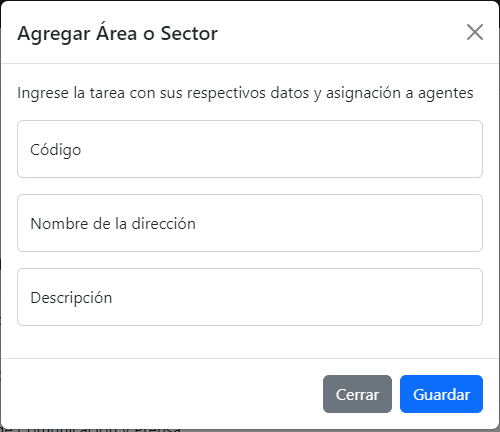 Agregar Área o Sector
Ingrese la tarea con sus respectivos datos y asignación a agentes
Código
Nombre de la dirección
Descripción
Cerrar
Guardar